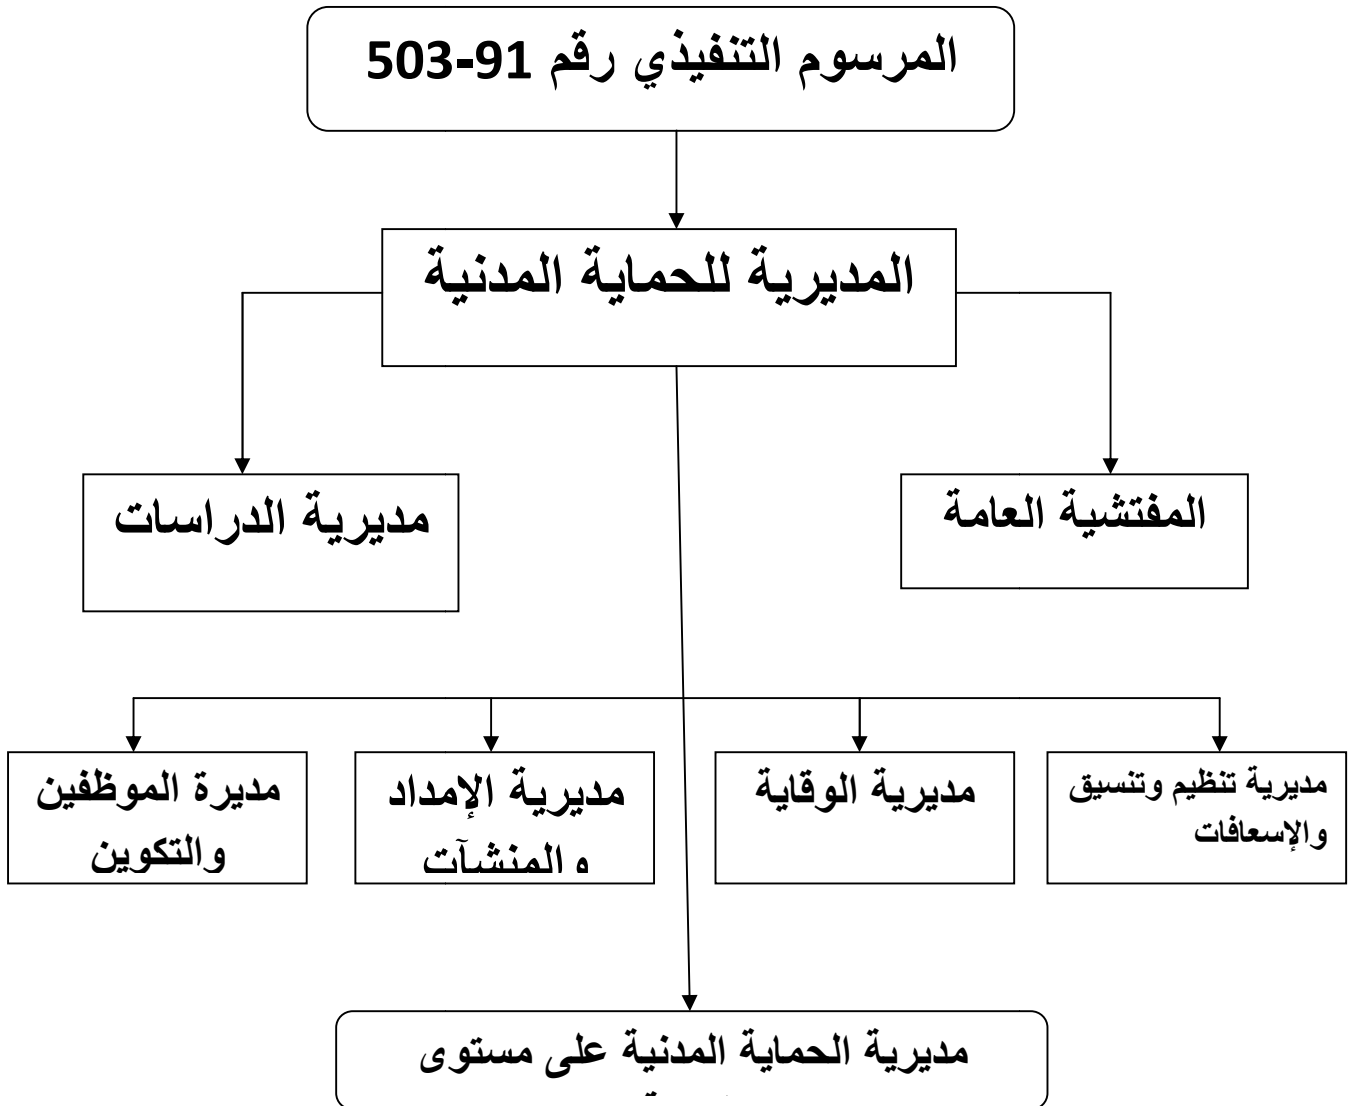 المرسوم التنفيذي رقم 91-503
المديرية للحماية المدنية
المفتشية العامة
مديرية الدراسات
مديرية تنظيم وتنسيق
والإسعافات
مديرية الوقاية
مديرية الإمداد
والمنشآت
مديرة الموظفين
والتكوين
مديرية الحماية المدنية على مستوى